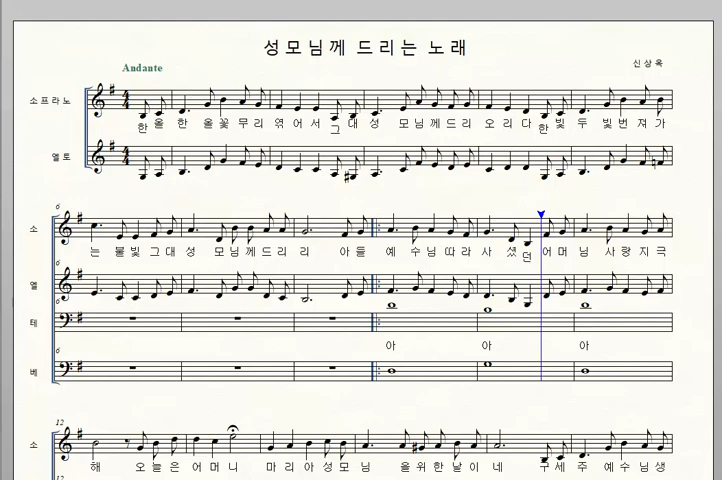 성모님께 드리는 노래
Andante
신상옥
소프라노
한 올 한 올 꽃 무 리 엮 어 서 그 대 성 모 님 께 드 리 오 리 다 한 빛 두 빛 번 져 가
엘토
6
소
는 불 빛 그 대 성 모 님 께 드 리 리 아 들 예 수 님 따 라 사 셨 던 어 머 님 사 랑 지 극
엘
6
테
6
아 아 아
베
6
12
소
해 오 늘 은 어 머 니 마 리 아 성 모 님 을 위 한 날 이 네 구 세 주 예 수 님 생
12